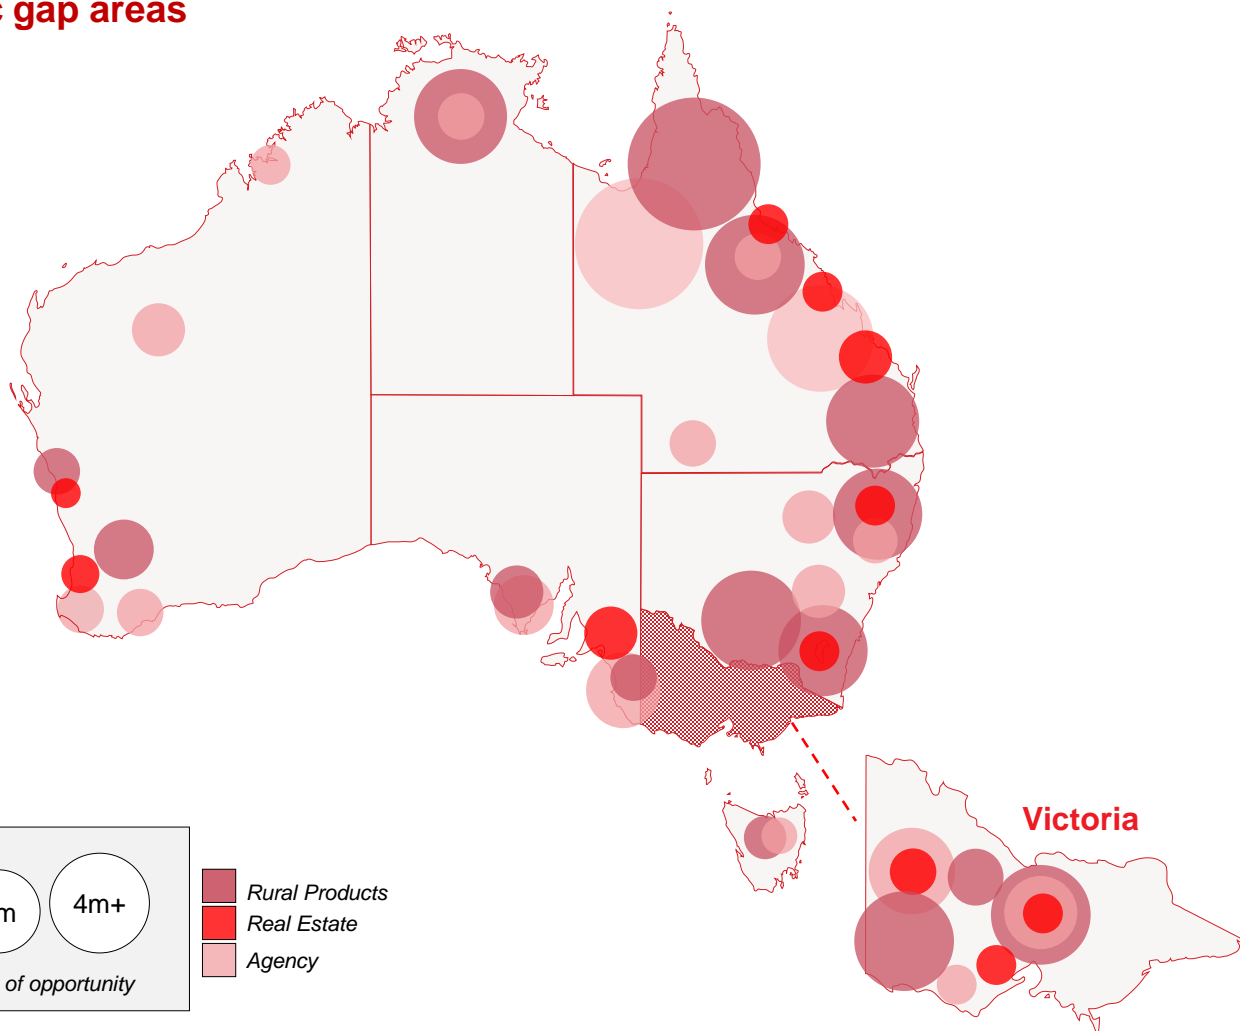 gap areas
Victoria
4m+
Rural Products
Real Estate
Agency
of opportunity